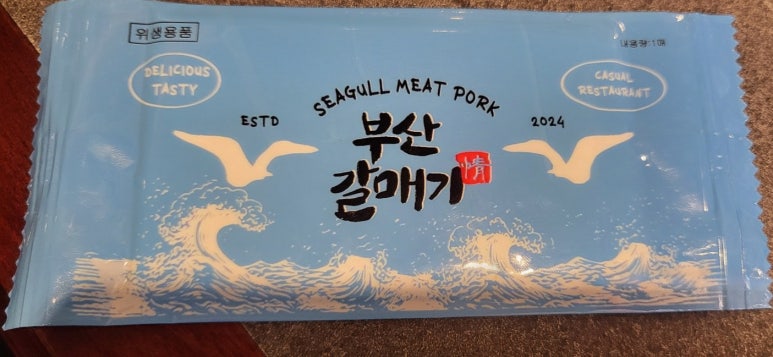 위생용품
내용량:1매
DELICIOUS
TASTY
CASUAL
RESTAURANT
SEAGULL MEAT PORK
ESTD
2024
부산
갈매기
情